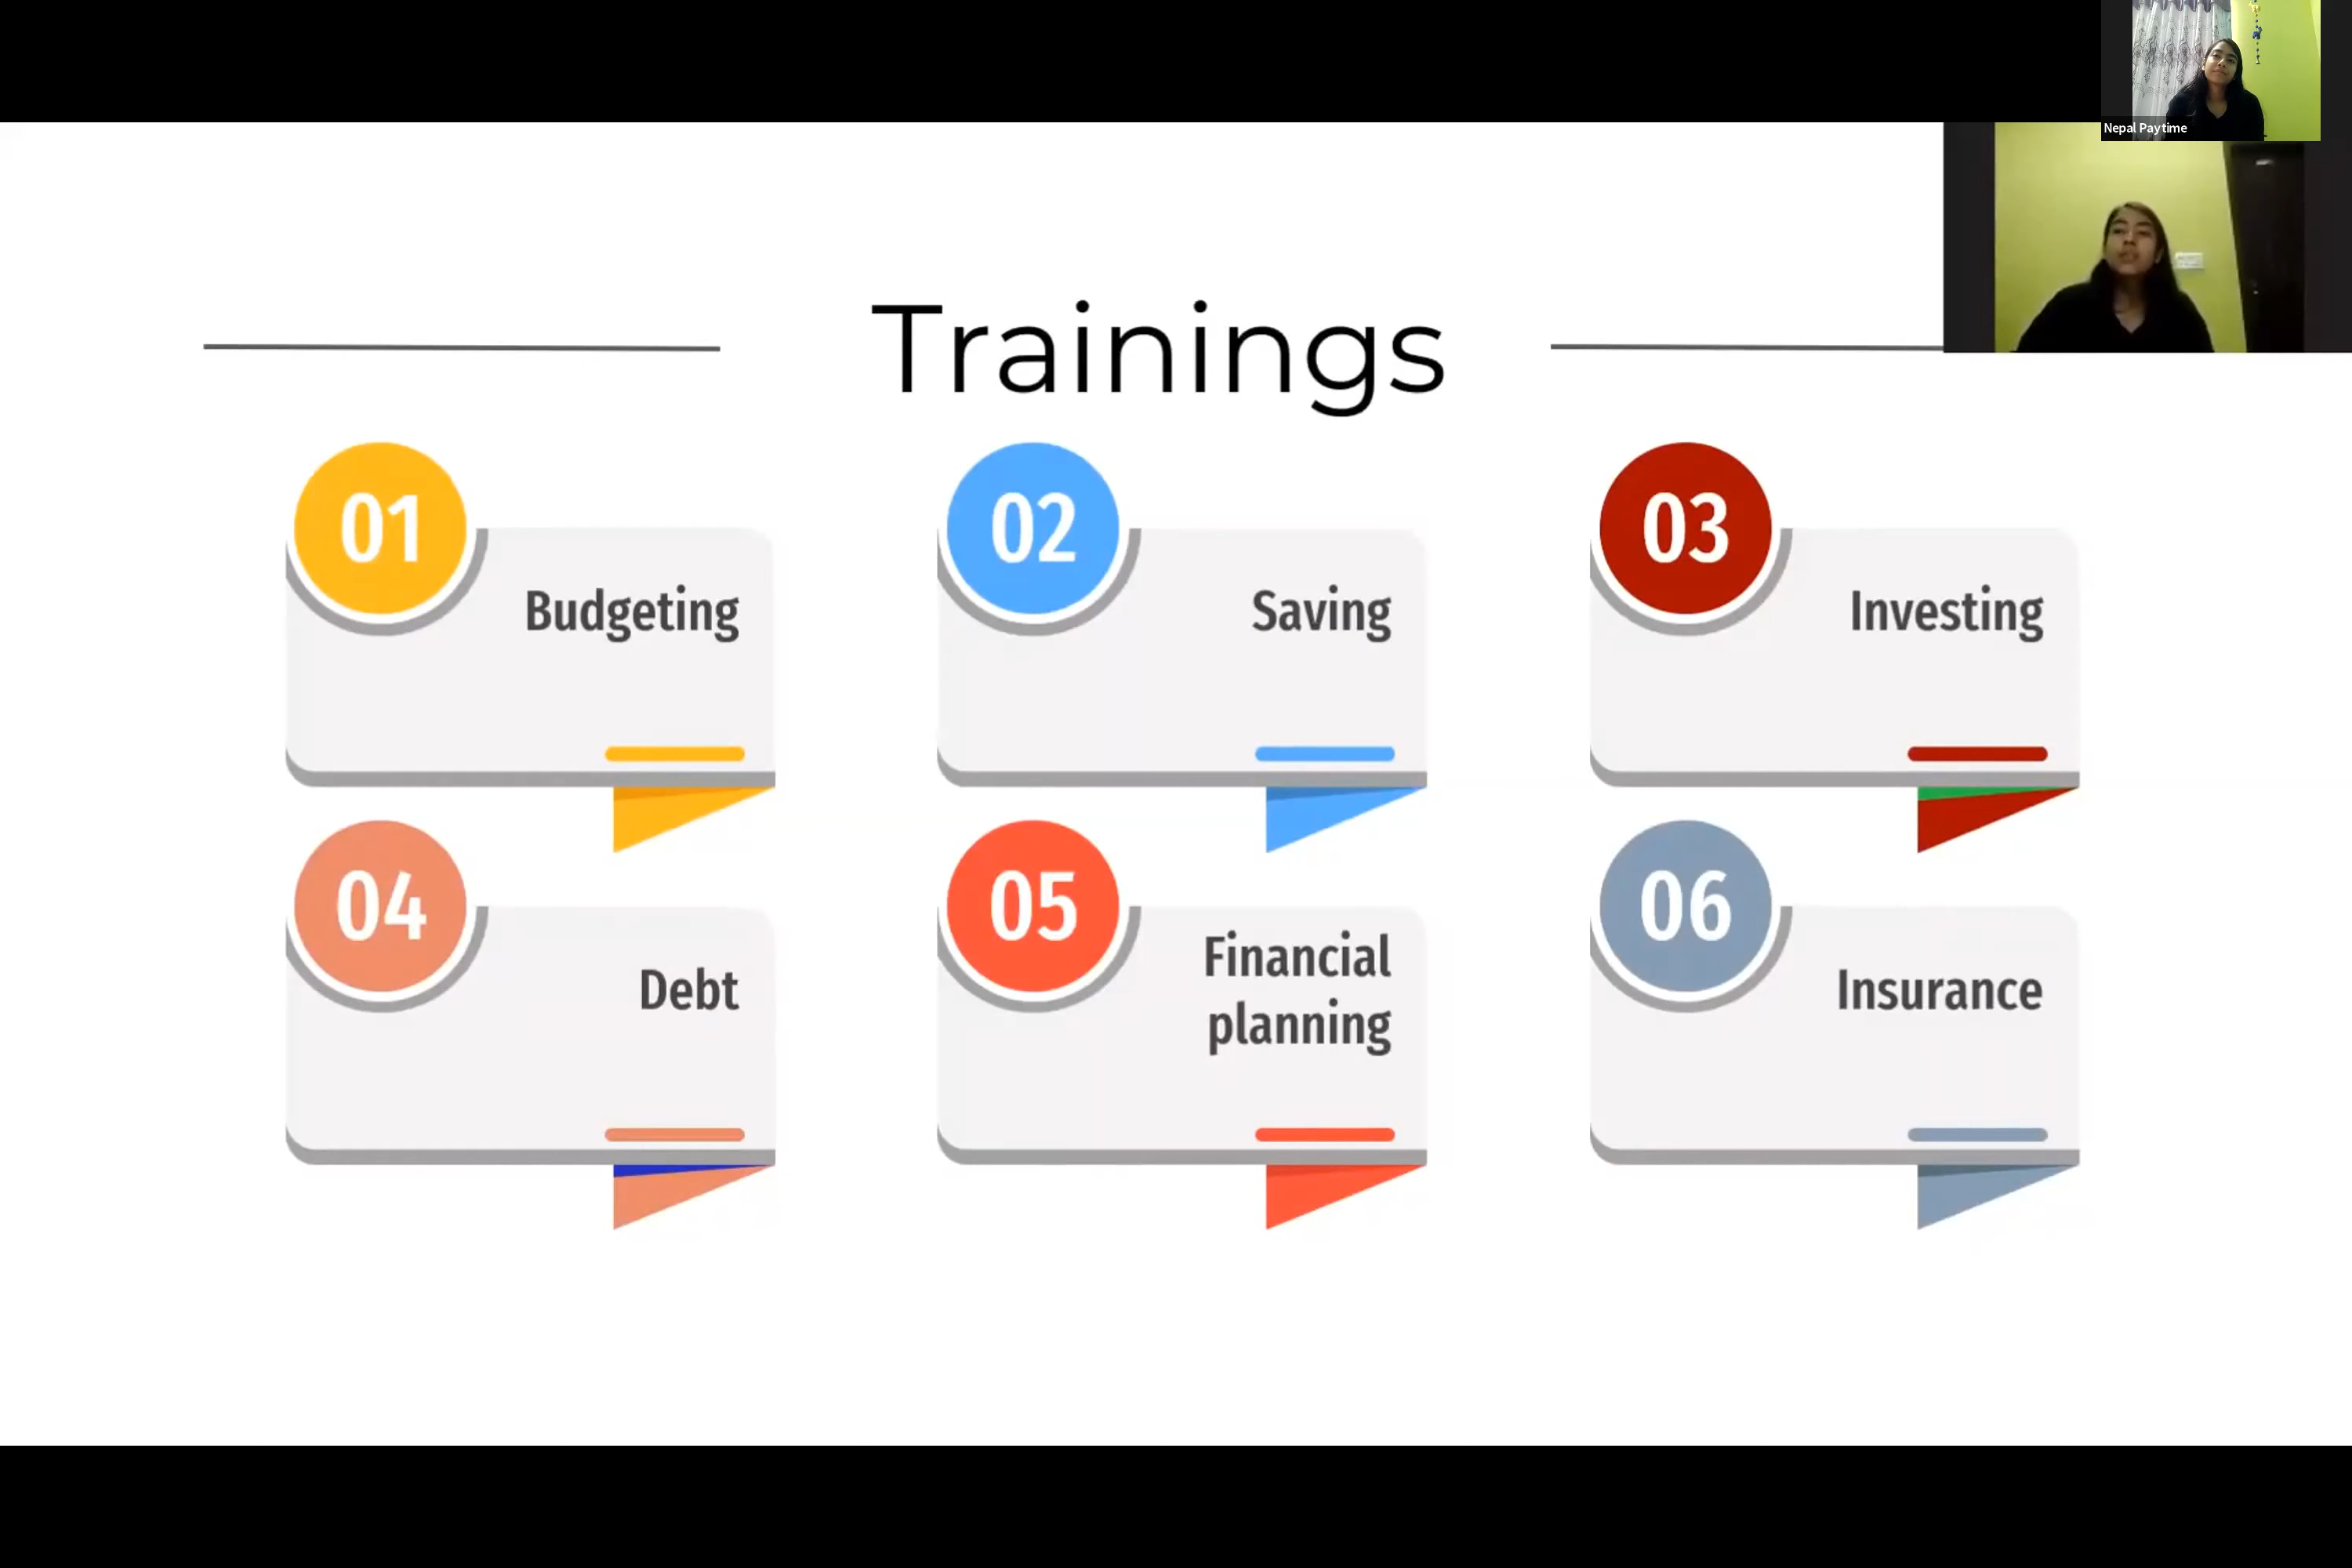 Nepal Paytime
Trainings
01
Budgeting
02
Saving
03
Investing
04
Debt
05
Financial
planning
06
Insurance